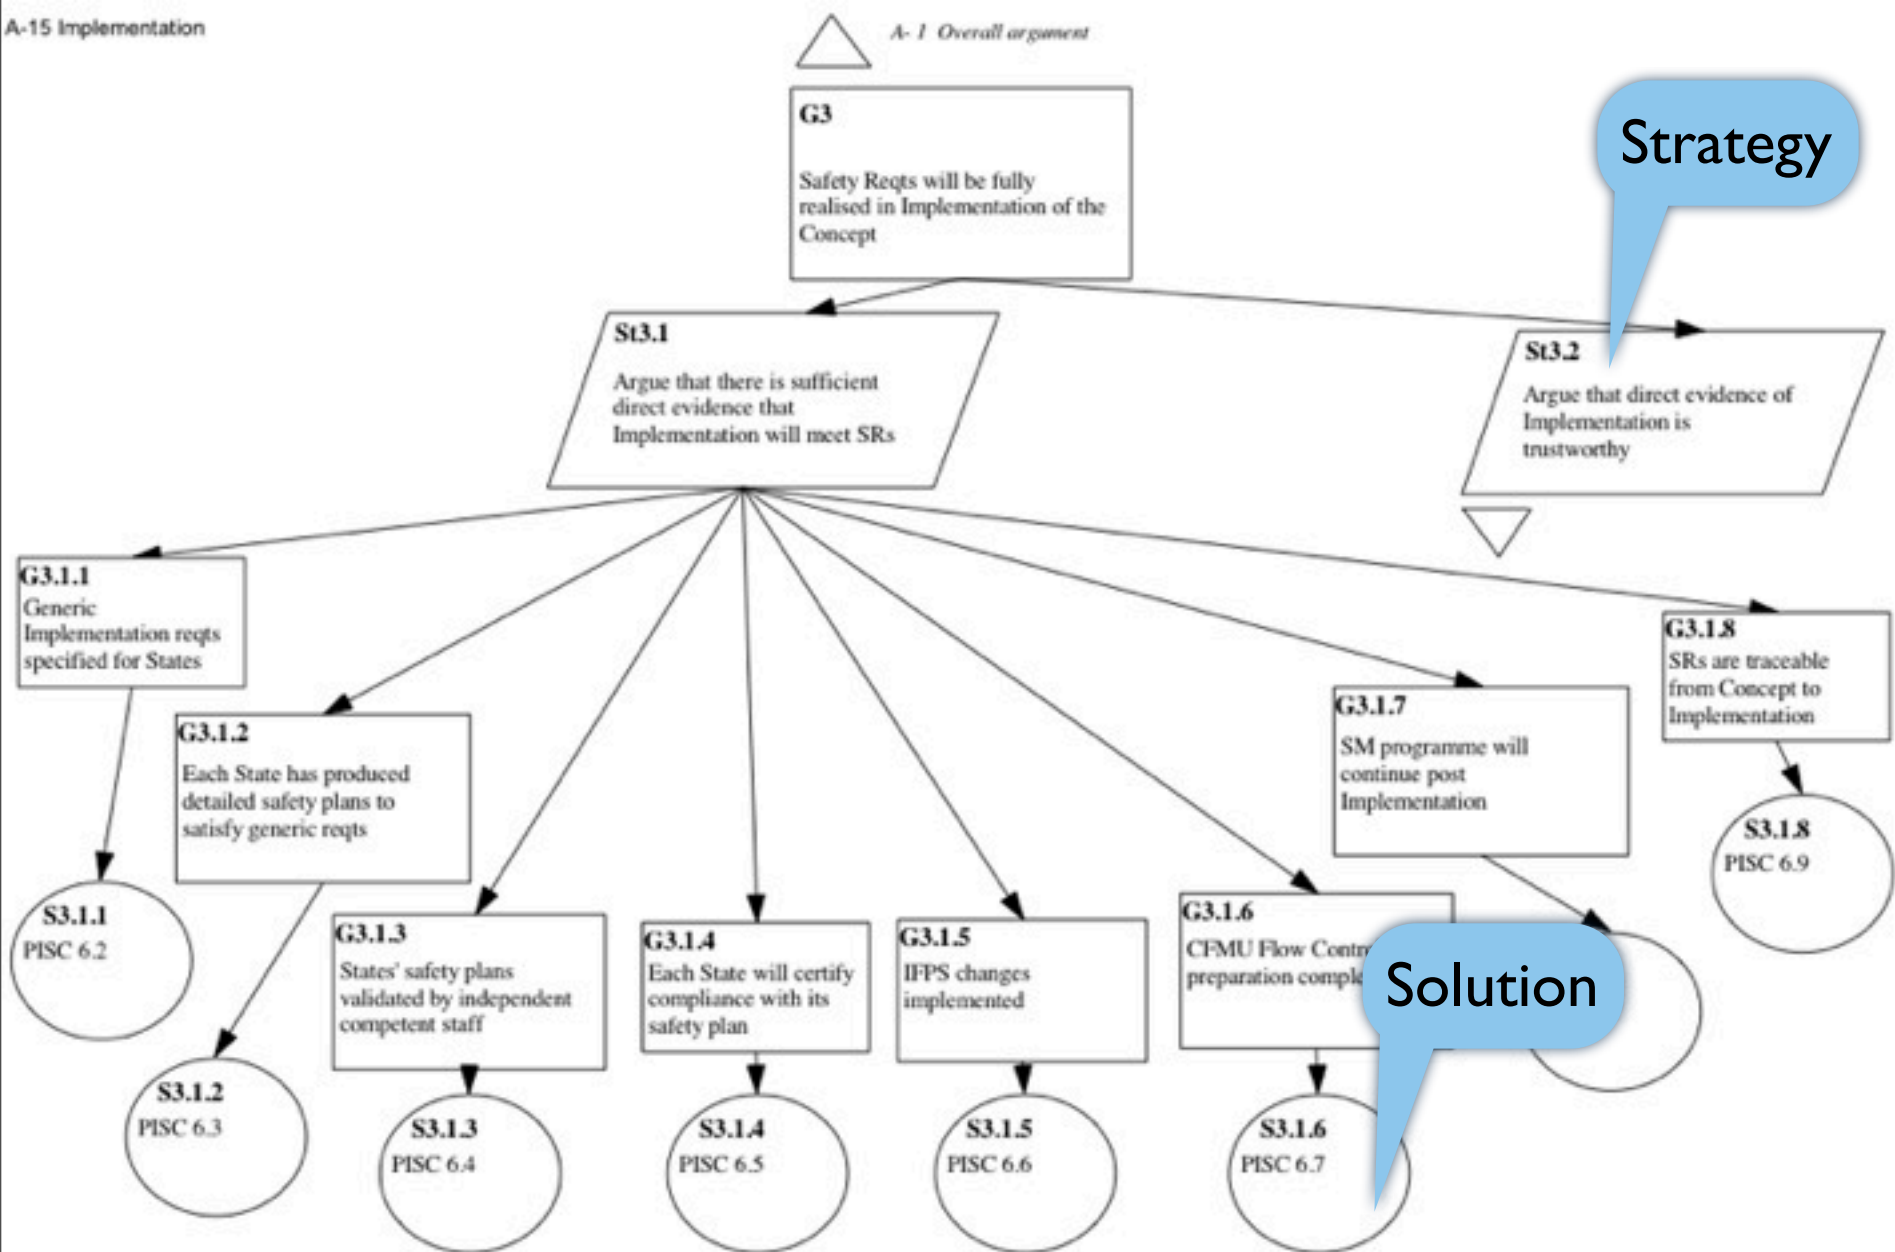 A-15 Implementation
A- 1 Overall argument
G3
Safety Reqts will be fully
realised in Implementation of the
Concept
Strategy
St3.1
Argue that there is sufficient
direct evidence that
Implementation will meet SRs
St3.2
Argue that direct evidence of
Implementation is
trustworthy
G3.1.1
Generic
Implementation reqts
specified for States
G3.1.2
Each State has produced
detailed safety plans to
satisfy generic reqts
G3.1.3
States' safety plans
validated by independent
competent staff
G3.1.4
Each State will certify
compliance with its
safety plan
G3.1.5
IFPS changes
implemented
G3.1.6
CFMU Flow
preparation
G3.1.7
SM programme will
continue post
Implementation
G3.1.8
SRs are traceable
from Concept to
Implementation
Solution
S3.1.1
PISC 6.2
S3.1.2
PISC 6.3
S3.1.3
PISC 6.4
S3.1.4
PISC 6.5
S3.1.5
PISC 6.6
S3.1.6
PISC 6.7
S3.1.8
PISC 6.9